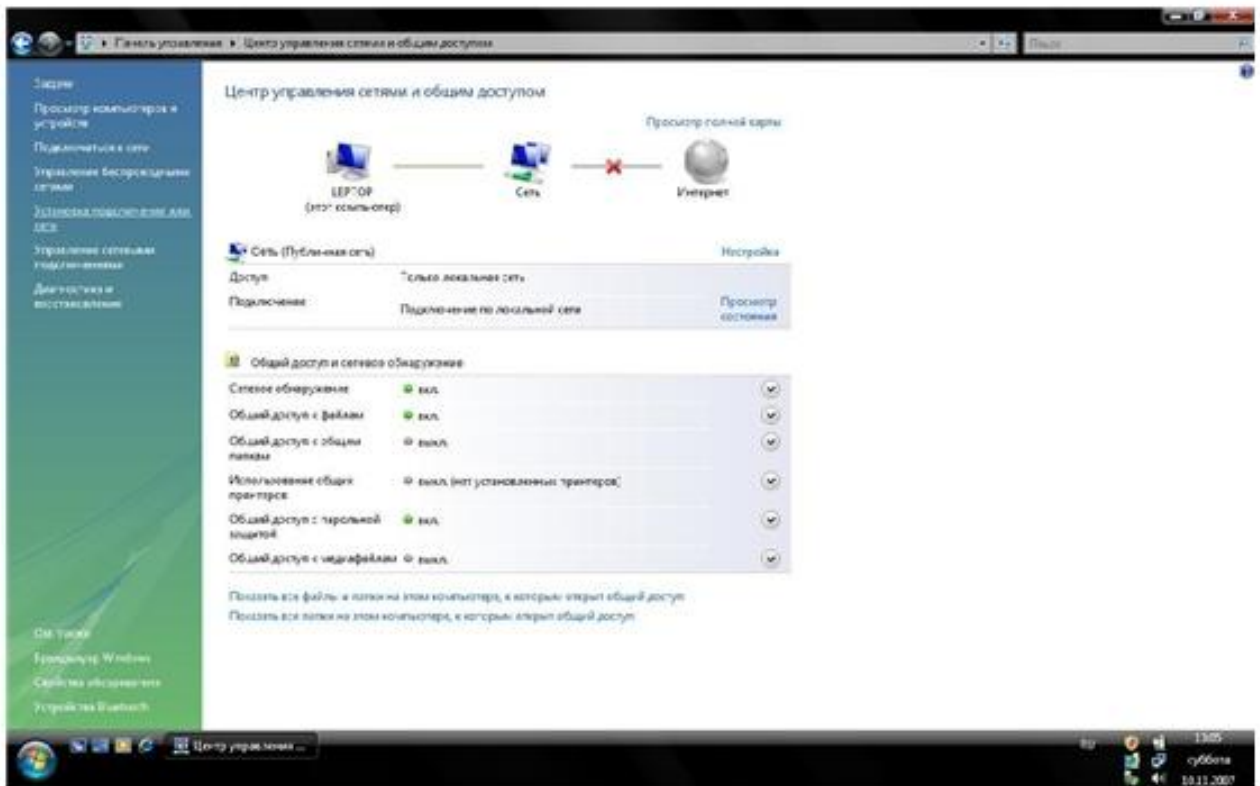 Панель управления ▸ Центр управления сетями и общим доступом
Поиск
Задачи
Просмотр компьютеров и
устройств
Подключиться к сети
Управление беспроводными
сетями
Установка подключения или
сети
Управление сетевыми
подключениями
Диагностика и
восстановление
Центр управления сетями и общим доступом
Просмотр полной карты
LEPTOP
(этот компьютер)
Сеть
Интернет
Сеть (Публичная сеть)
Настройка
Доступ
Только локальная сеть
Подключение
Подключение по локальной сети
Просмотр
состояния
Общий доступ и сетевое обнаружение
Сетевое обнаружение
вкл.
Общий доступ к файлам
вкл.
Общий доступ к общим
папкам
выкл.
Использование общих
принтеров
выкл. (нет установленных принтеров)
Общий доступ с парольной
защитой
вкл.
Общий доступ к медиафайлам
выкл.
Показать все файлы и папки на этом компьютере, к которым открыт общий доступ
Показать все папки на этом компьютере, к которым открыт общий доступ
См. также
Брандмауэр Windows
Свойства обозревателя
Устройства Bluetooth
Центр управления ...
RU
13:05
суббота
10.11.2007